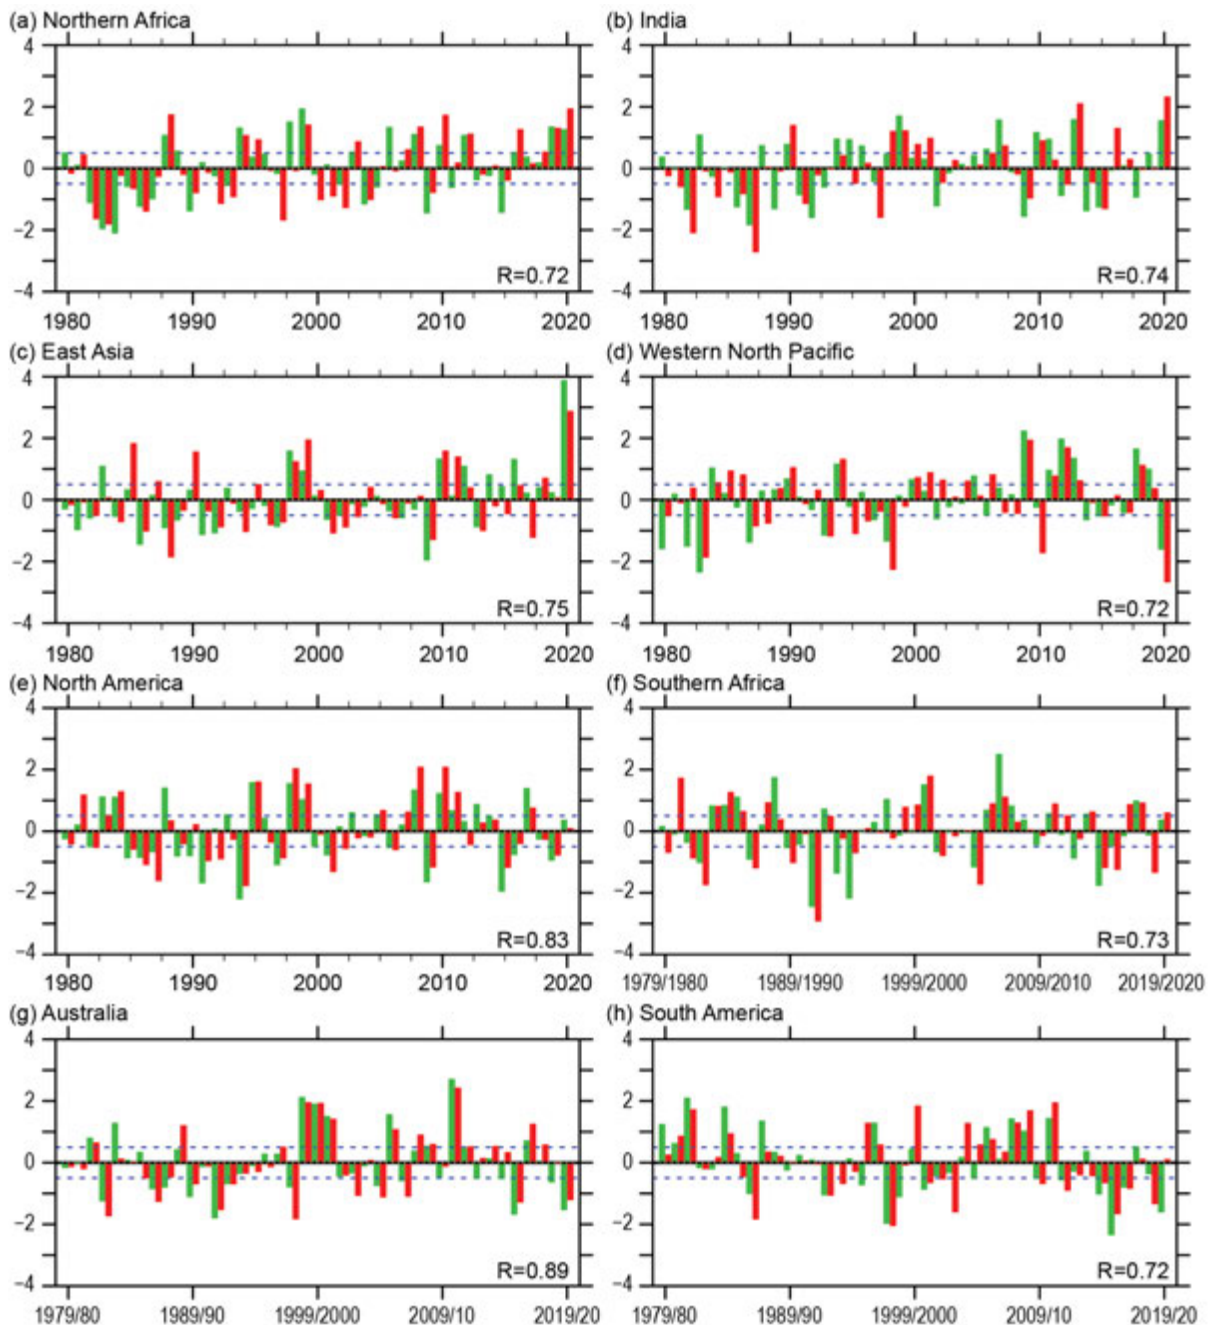 (a) Northern Africa
4
2
0
−2
−4
R=0.72
1980 1990 2000 2010 2020
(b) India
4
2
0
−2
−4
R=0.74
1980 1990 2000 2010 2020
(c) East Asia
4
2
0
−2
−4
R=0.75
1980 1990 2000 2010 2020
(d) Western North Pacific
4
2
0
−2
−4
R=0.72
1980 1990 2000 2010 2020
(e) North America
4
2
0
−2
−4
R=0.83
1980 1990 2000 2010 2020
(f) Southern Africa
4
2
0
−2
−4
R=0.73
1979/1980 1989/1990 1999/2000 2009/2010 2019/2020
(g) Australia
4
2
0
−2
−4
R=0.89
1979/80 1989/90 1999/2000 2009/10 2019/20
(h) South America
4
2
0
−2
−4
R=0.72
1979/80 1989/90 1999/2000 2009/10 2019/20